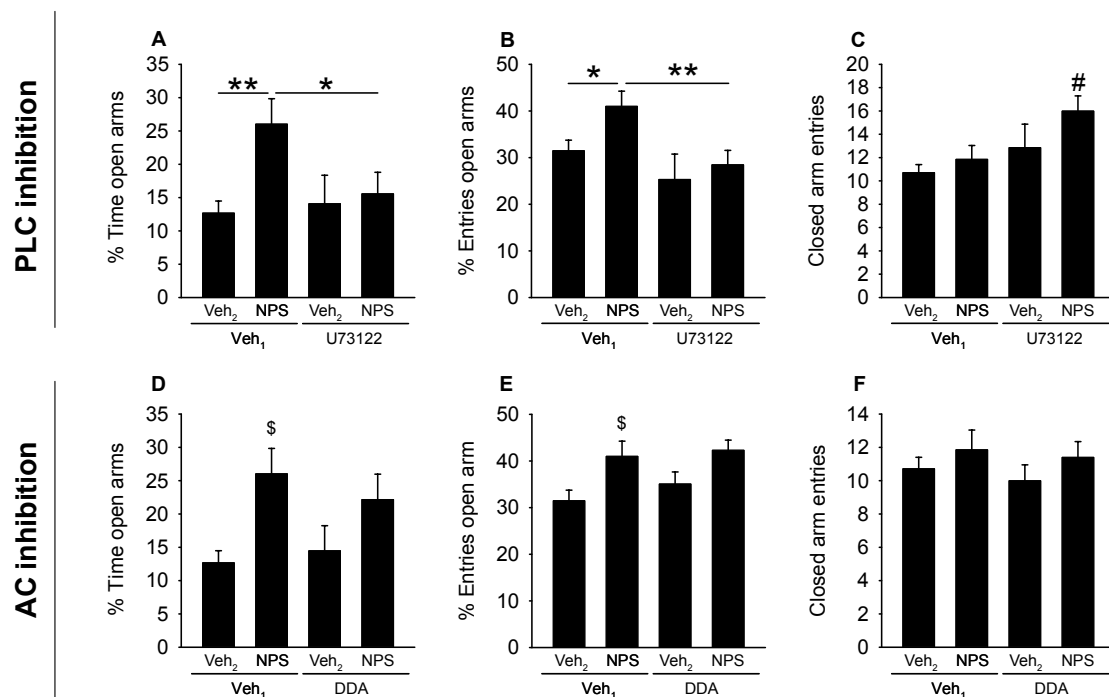 PLC inhibition
A
% Time open arms
35
30
25
20
15
10
5
0
** *
Veh₂ NPS Veh₂ NPS
Veh₁ U73122
B
% Entries open arms
50
40
30
20
10
0
* **
Veh₂ NPS Veh₂ NPS
Veh₁ U73122
C
Closed arm entries
20
18
16
14
12
10
8
6
4
2
0
#
Veh₂ NPS Veh₂ NPS
Veh₁ U73122
AC inhibition
D
% Time open arms
35
30
25
20
15
10
5
0
$
Veh₂ NPS Veh₂ NPS
Veh₁ DDA
E
% Entries open arm
50
40
30
20
10
0
$
Veh₂ NPS Veh₂ NPS
Veh₁ DDA
F
Closed arm entries
14
12
10
8
6
4
2
0
Veh₂ NPS Veh₂ NPS
Veh₁ DDA